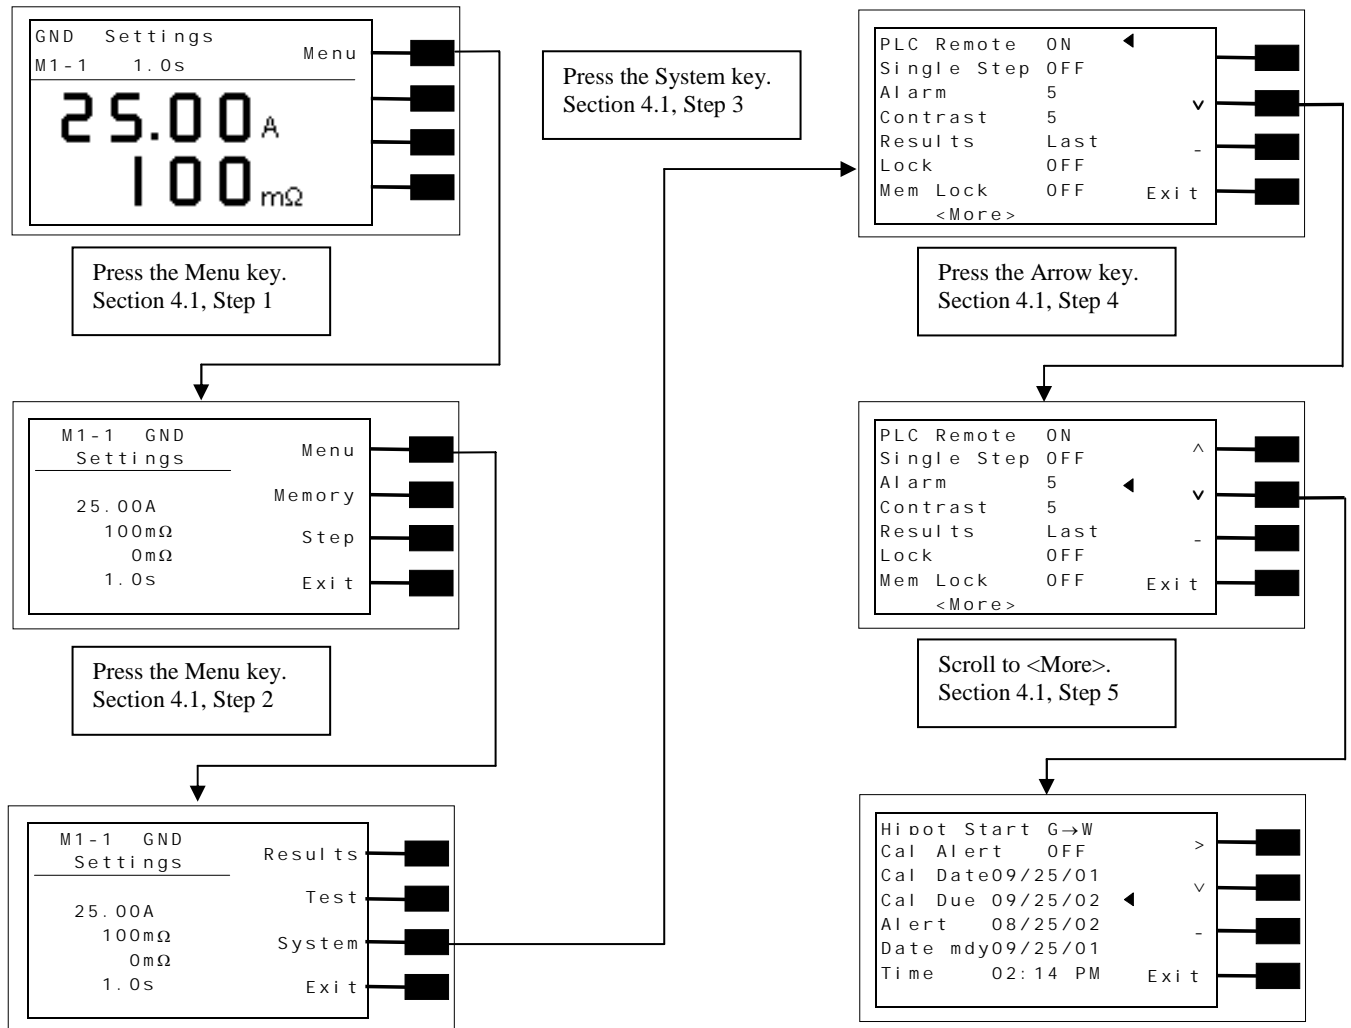 GND Settings
Menu
M1-1 1.0s
25.00 A
100 mΩ
Press the Menu key.
Section 4.1, Step 1
M1-1 GND
Settings
Menu
Memory
25.00A
100mΩ
Step
0mΩ
1.0s
Exit
Press the Menu key.
Section 4.1, Step 2
M1-1 GND
Settings
Results
Test
25.00A
100mΩ
System
0mΩ
1.0s
Exit
Press the System key.
Section 4.1, Step 3
PLC Remote ON ◀
Single Step OFF
Alarm 5
v
Contrast 5
Results Last
-
Lock OFF
Mem Lock OFF
Exit
<More>
Press the Arrow key.
Section 4.1, Step 4
PLC Remote ON
^
Single Step OFF
Alarm 5 ◀
v
Contrast 5
Results Last
-
Lock OFF
Mem Lock OFF
Exit
<More>
Scroll to <More>.
Section 4.1, Step 5
Hipot Start G→W
>
Cal Alert OFF
Cal Date09/25/01
v
Cal Due 09/25/02 ◀
Alert 08/25/02
-
Date mdy09/25/01
Time 02:14 PM
Exit